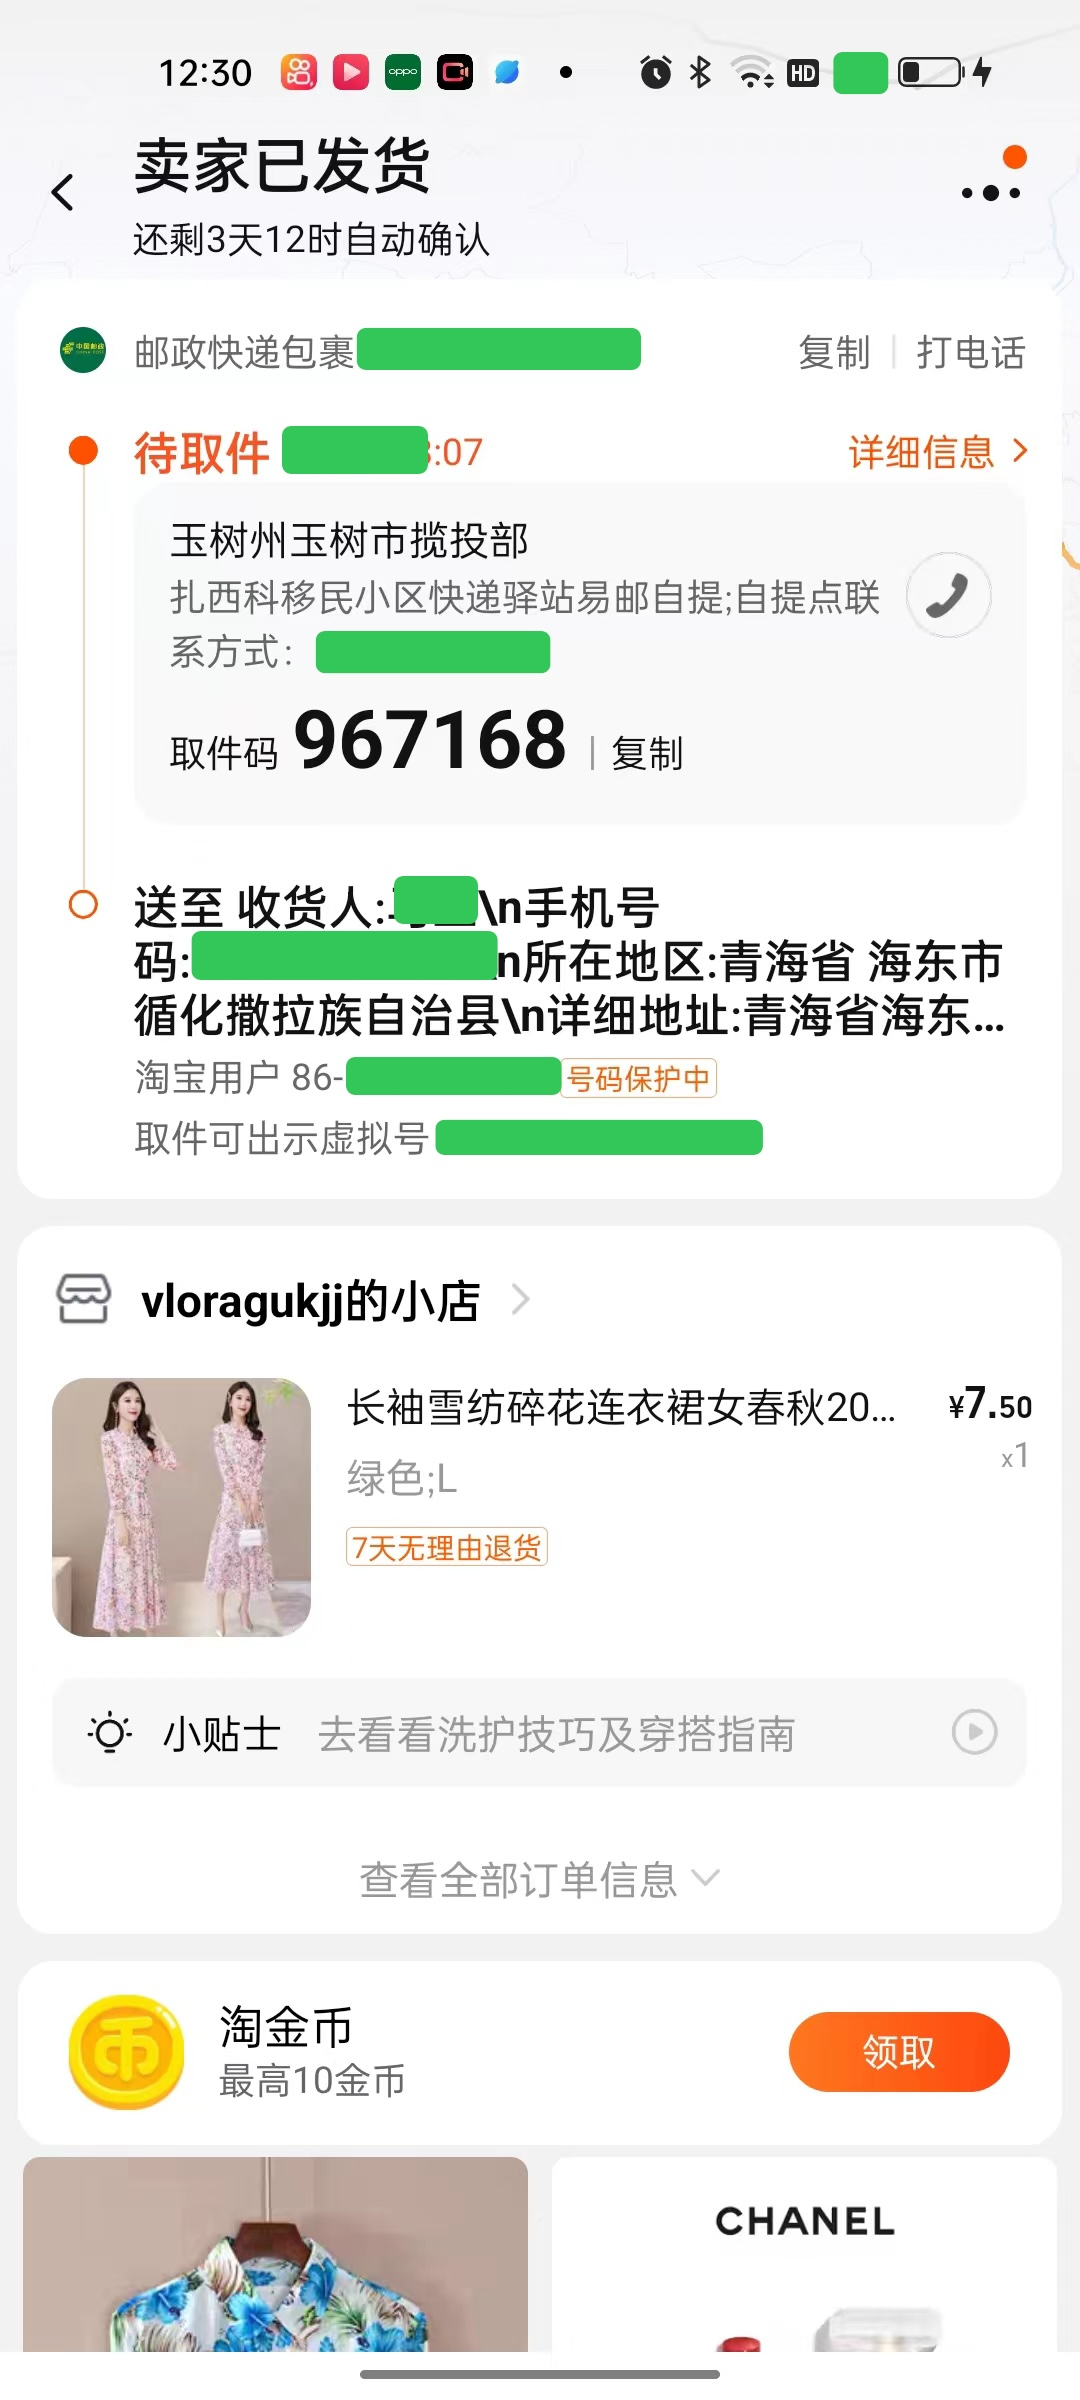 12:30
HD
卖家已发货
还剩3天12时自动确认
邮政快递包裹
复制 | 打电话
待取件 :07
详细信息
玉树州玉树市揽投部
扎西科移民小区快递驿站易邮自提;自提点联
系方式：
取件码 967168 | 复制
送至 收货人: \n手机号
码: n所在地区:青海省 海东市
循化撒拉族自治县\n详细地址:青海省海东...
淘宝用户 86- 号码保护中
取件可出示虚拟号
vloragukjj的小店
长袖雪纺碎花连衣裙女春秋20... ¥7.50
绿色;L x1
7天无理由退货
小贴士 去看看洗护技巧及穿搭指南
查看全部订单信息
币
淘金币
最高10金币
领取
CHANEL